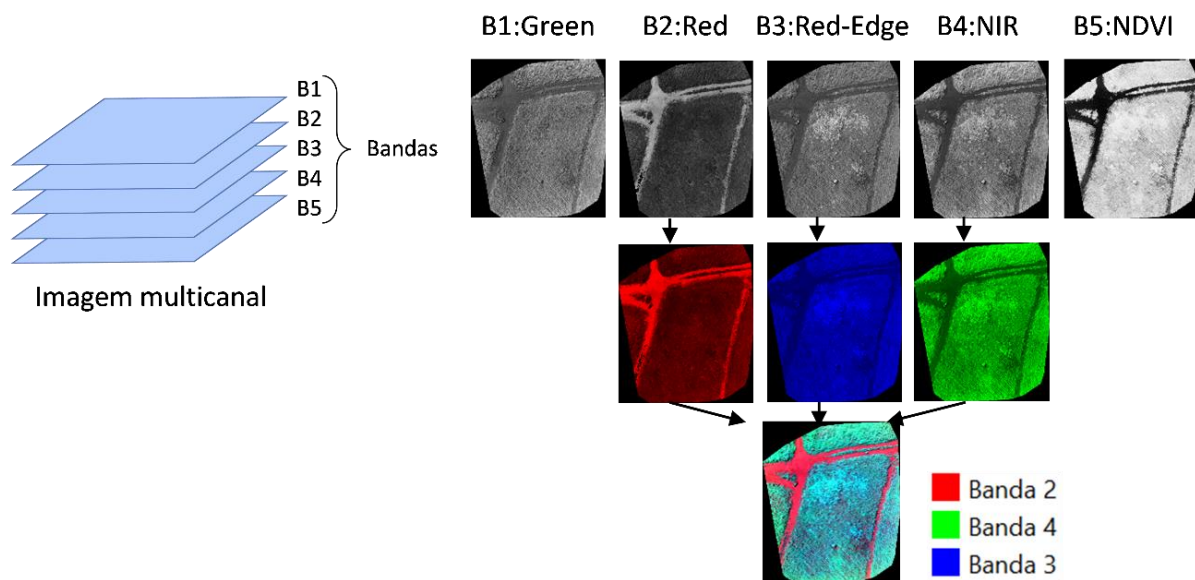 B1:Green
B2:Red
B3:Red-Edge
B4:NIR
B5:NDVI
B1
B2
B3
B4
B5
Bandas
Imagem multicanal
Banda 2
Banda 4
Banda 3